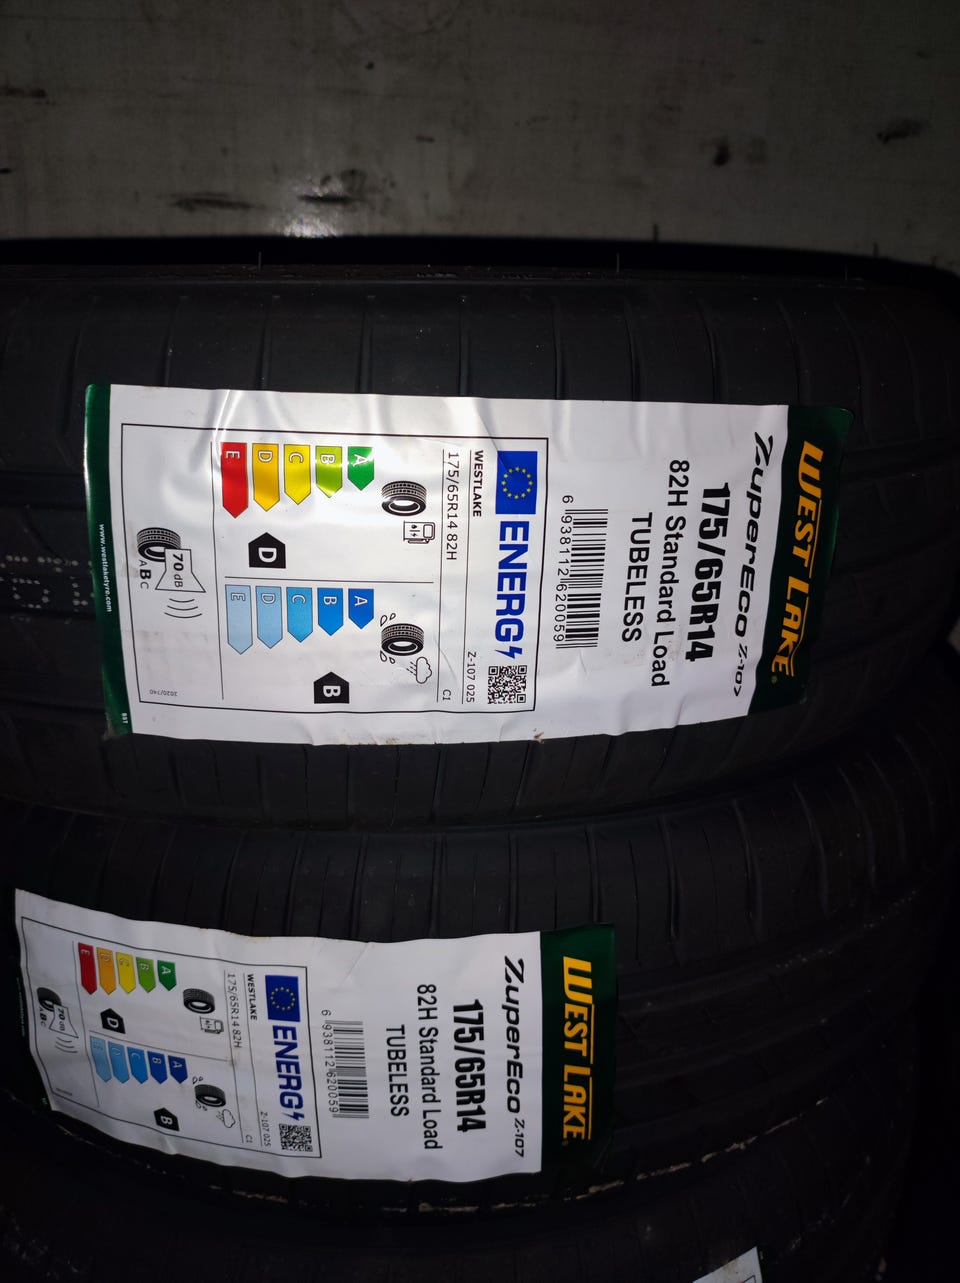 WEST LAKE®
ZuperEco Z-107
175/65R14
82H Standard Load
TUBELESS
6 938112 620059
ENERG
WESTLAKE
Z-107 025
175/65R14 82H
C1
A
B
C
D
E
D
A
B
C
D
E
B
70 dB
ABC
2020/740
www.westlaketyre.com
SST
WEST LAKE
ZuperEco Z-107
175/65R14
82H Standard Load
TUBELESS
6 938112 620059
ENERG
WESTLAKE
Z-107 025
175/65R14 82H
C1
A
B
C
D
E
D
A
B
C
D
E
B
70 dB
ABC